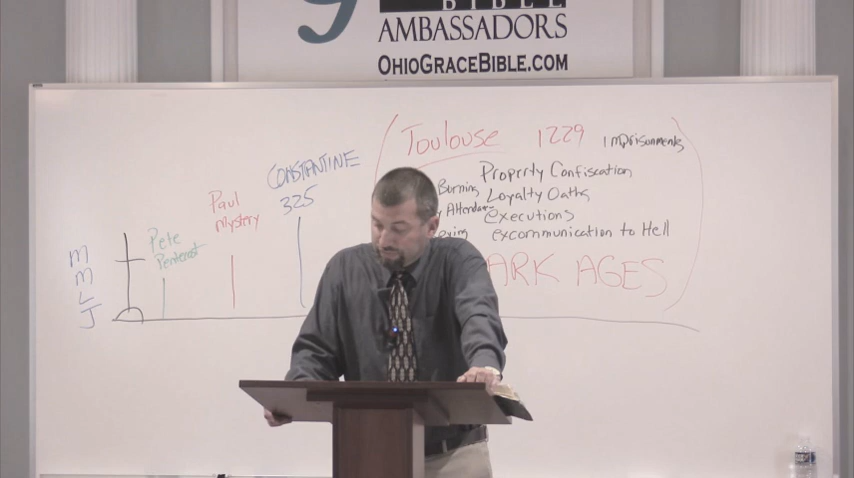 BIBLE
AMBASSADORS
OHIOGRACEBIBLE.COM
Toulouse 1229 imprisonments
Property Confiscation
Burning Loyalty Oaths
executions
excommunication to Hell
ARK AGES
CONSTANTINE
325
Paul
Mystery
Pete
Pentecost
M
M
L
J